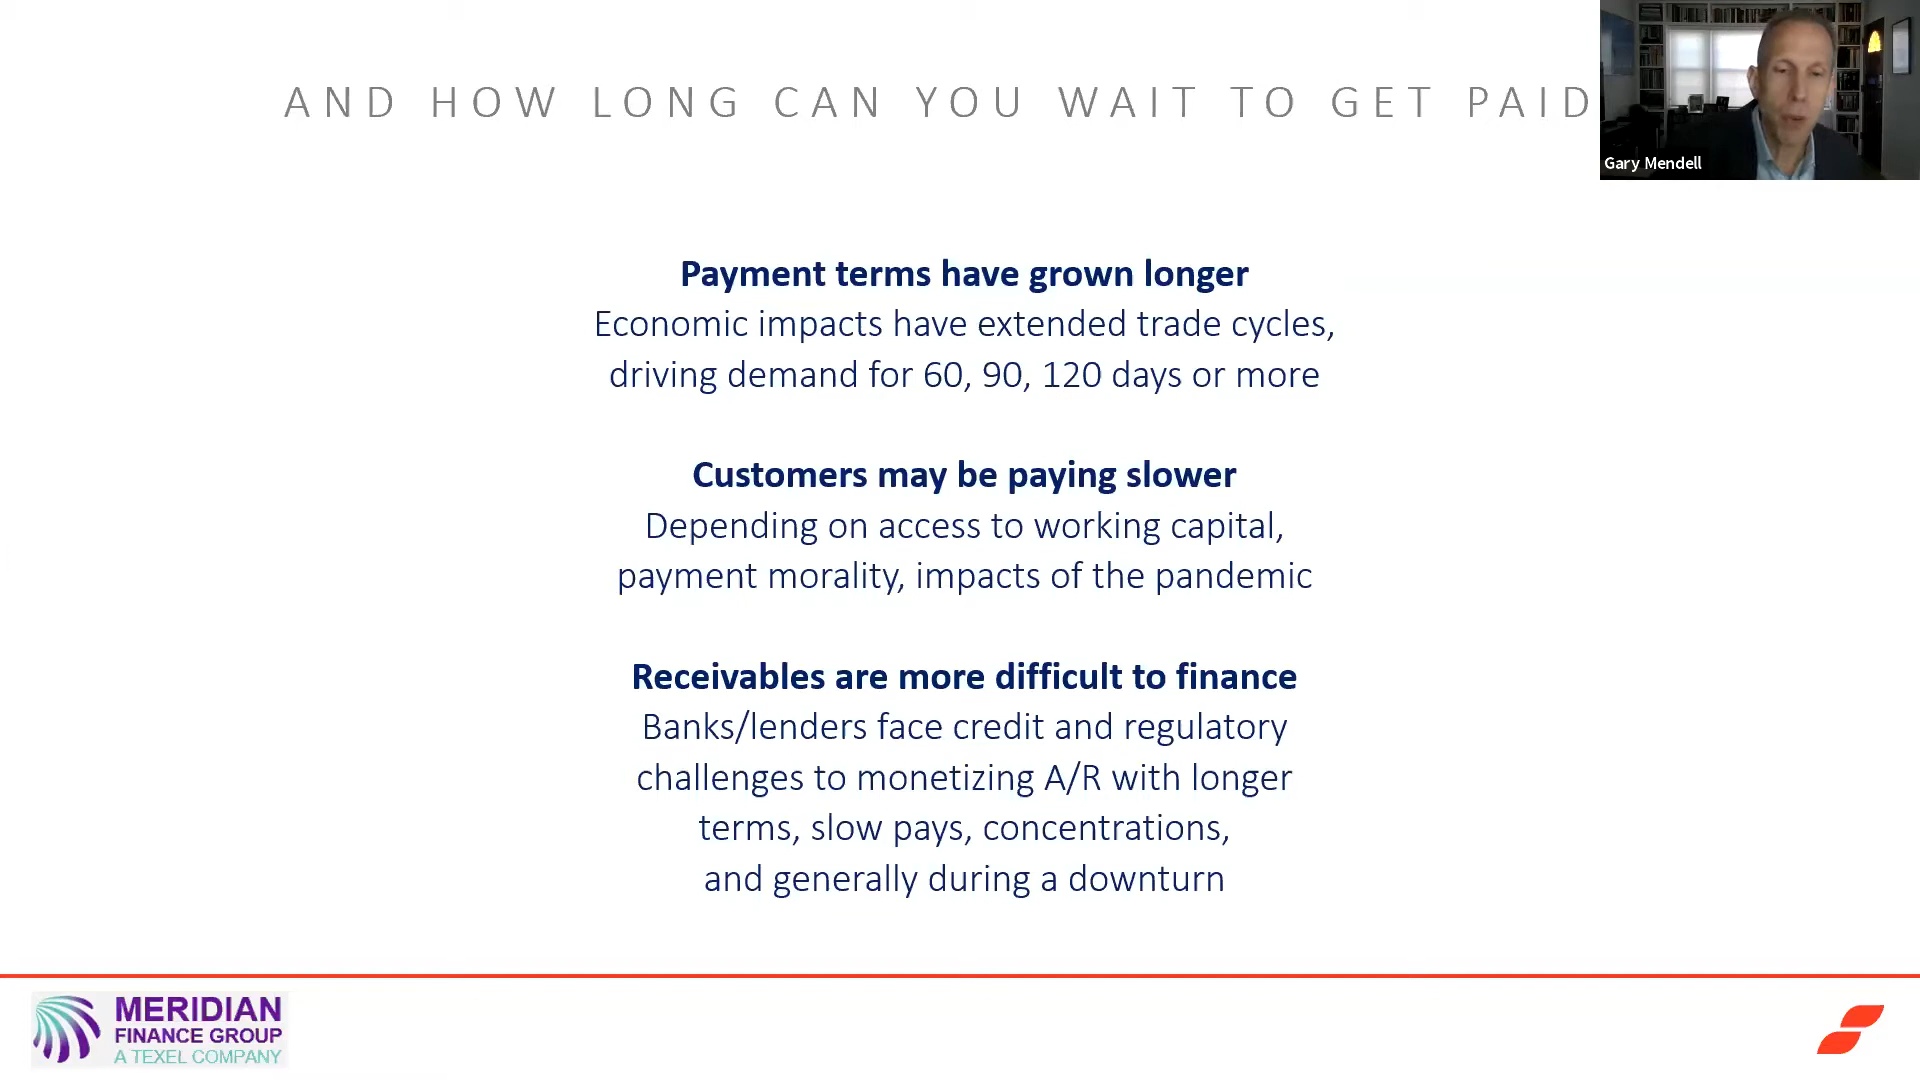 AND HOW LONG CAN YOU WAIT TO GET PAID
Gary Mendell
Payment terms have grown longer
Economic impacts have extended trade cycles,
driving demand for 60, 90, 120 days or more
Customers may be paying slower
Depending on access to working capital,
payment morality, impacts of the pandemic
Receivables are more difficult to finance
Banks/lenders face credit and regulatory
challenges to monetizing A/R with longer
terms, slow pays, concentrations,
and generally during a downturn
MERIDIAN
FINANCE GROUP
A TEXEL COMPANY